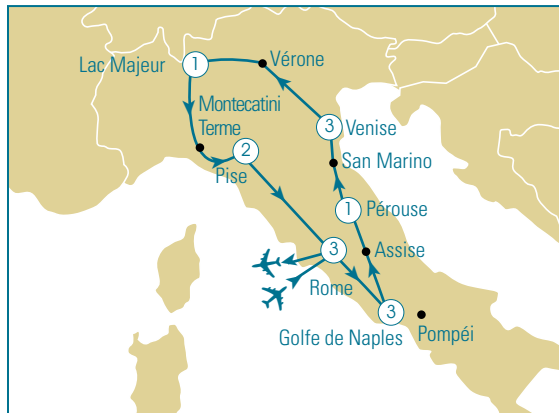 Lac Majeur
1
Vérone
Montecatini
Terme
3
Venise
2
San Marino
Pise
1
Pérouse
3
Assise
Rome
3
Golfe de Naples
Pompéi